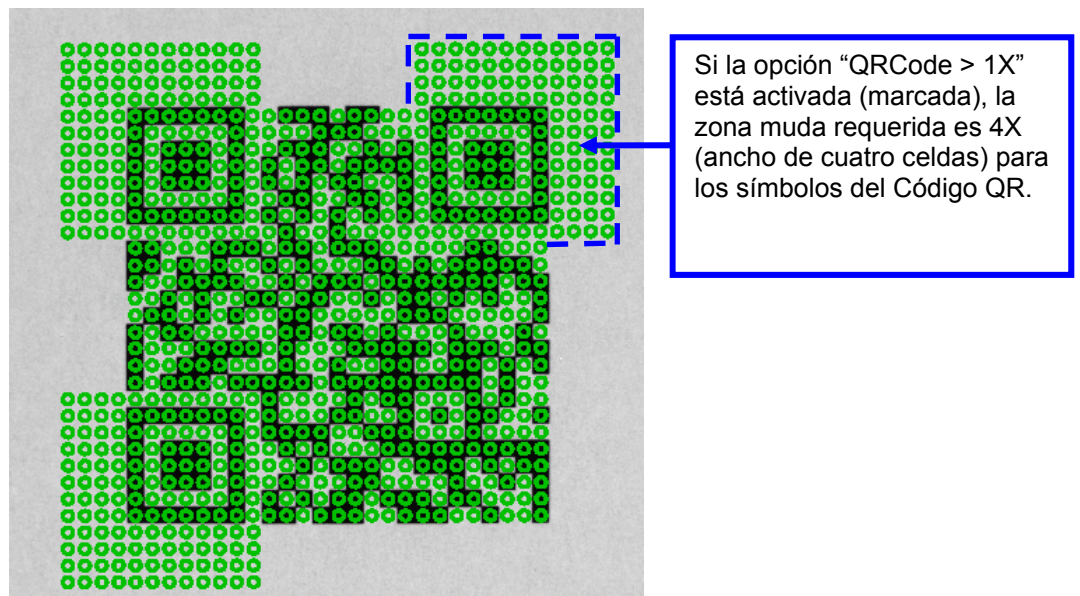 Si la opción “QRCode > 1X”
está activada (marcada), la
zona muda requerida es 4X
(ancho de cuatro celdas) para
los símbolos del Código QR.